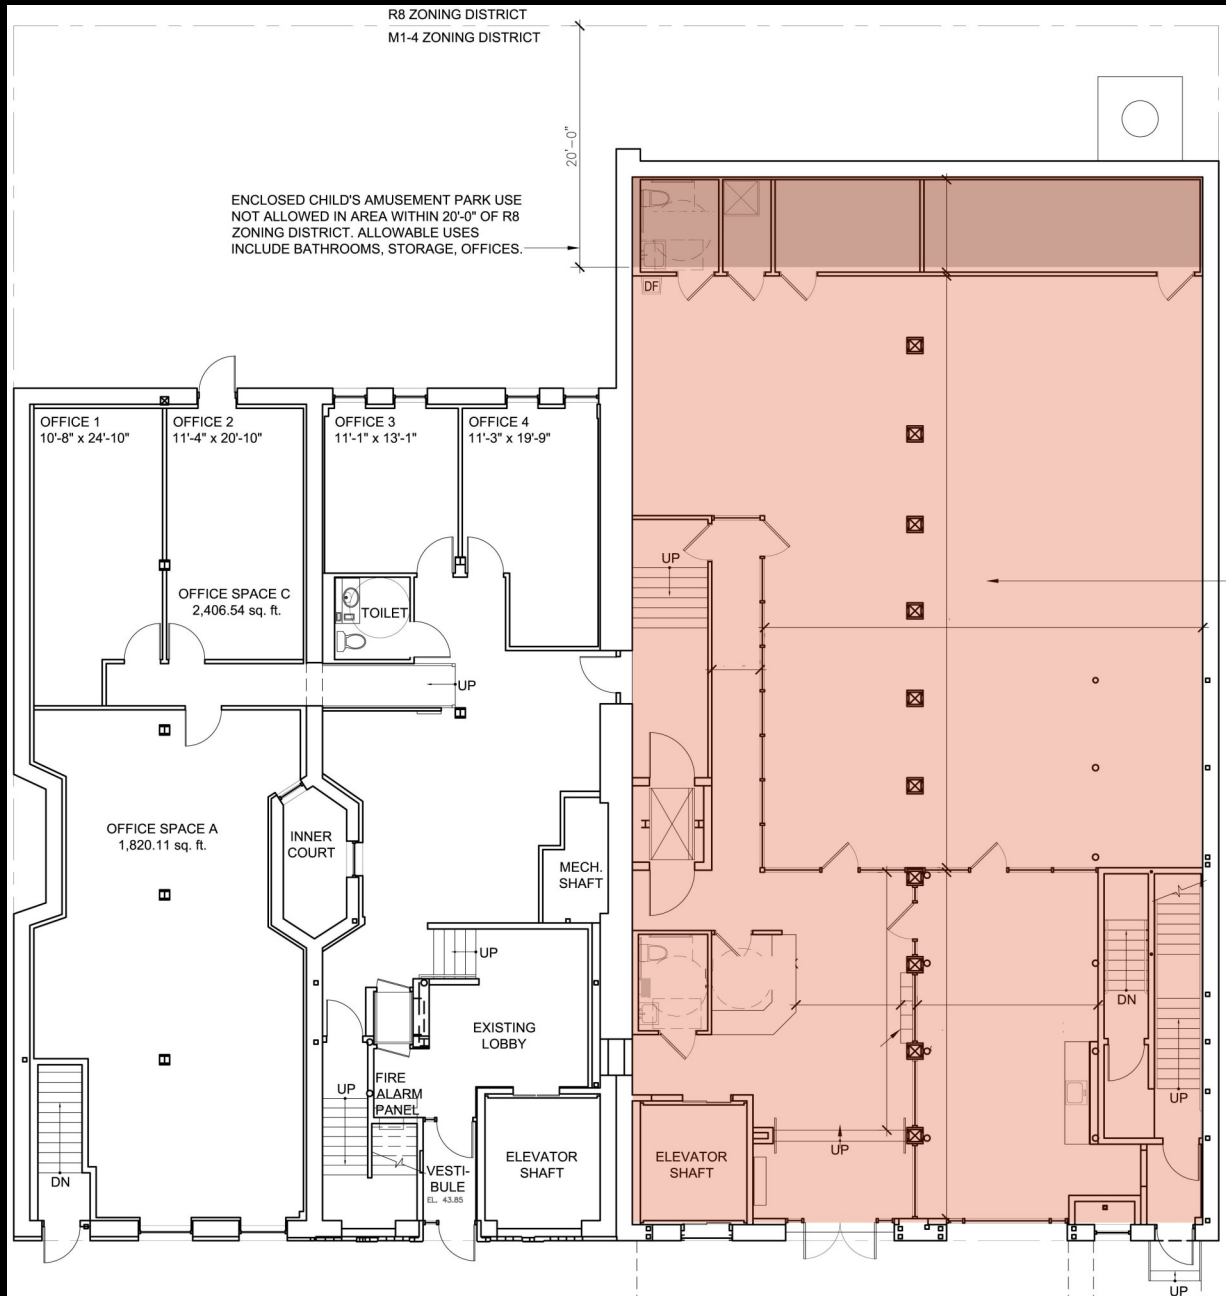 R8 ZONING DISTRICT
M1-4 ZONING DISTRICT
20'-0"
ENCLOSED CHILD'S AMUSEMENT PARK USE
NOT ALLOWED IN AREA WITHIN 20'-0" OF R8
ZONING DISTRICT. ALLOWABLE USES
INCLUDE BATHROOMS, STORAGE, OFFICES.
DF
OFFICE 1
10'-8" x 24'-10"
OFFICE 2
11'-4" x 20'-10"
OFFICE 3
11'-1" x 13'-1"
OFFICE 4
11'-3" x 19'-9"
UP
OFFICE SPACE C
2,406.54 sq. ft.
TOILET
UP
OFFICE SPACE A
1,820.11 sq. ft.
INNER
COURT
MECH.
SHAFT
UP
EXISTING
LOBBY
DN
UP
FIRE
ALARM
PANEL
UP
UP
ELEVATOR
SHAFT
ELEVATOR
SHAFT
VESTI-
BULE
EL. 43.85
DN
UP